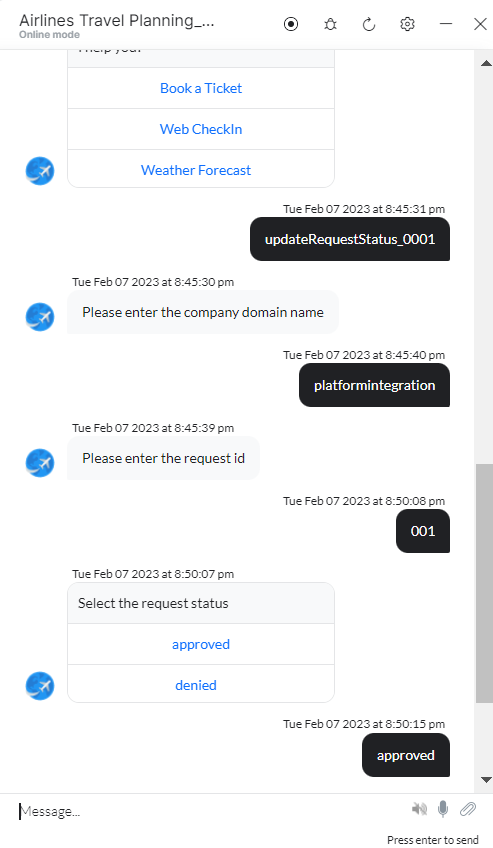 Airlines Travel Planning_...
Online mode
help you?
Book a Ticket
Web CheckIn
Weather Forecast
Tue Feb 07 2023 at 8:45:31 pm
updateRequestStatus_0001
Tue Feb 07 2023 at 8:45:30 pm
Please enter the company domain name
Tue Feb 07 2023 at 8:45:40 pm
platformintegration
Tue Feb 07 2023 at 8:45:39 pm
Please enter the request id
Tue Feb 07 2023 at 8:50:08 pm
001
Tue Feb 07 2023 at 8:50:07 pm
Select the request status
approved
denied
Tue Feb 07 2023 at 8:50:15 pm
approved
Message...
Press enter to send